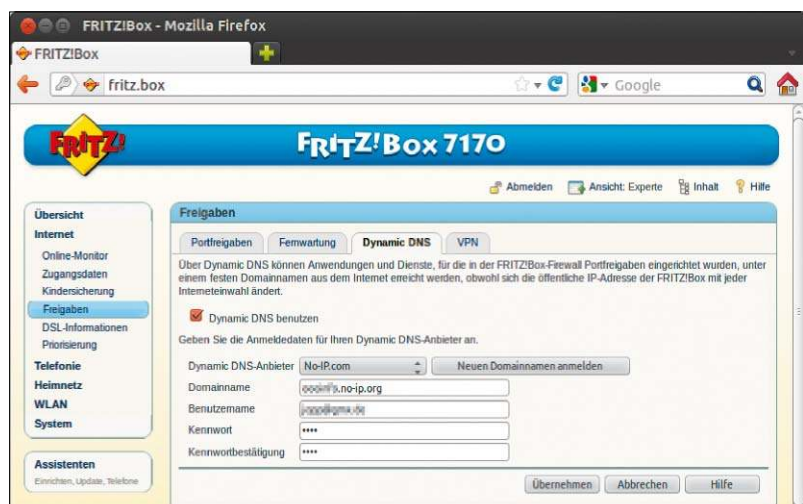 FRITZ!Box - Mozilla Firefox
FRITZ!Box
fritz.box
Google
FRITZ!
FRITZ!Box 7170
Abmelden Ansicht: Experte Inhalt Hilfe
Übersicht
Internet
Online-Monitor
Zugangsdaten
Kindersicherung
Freigaben
DSL-Informationen
Priorisierung
Telefonie
Heimnetz
WLAN
System
Assistenten
Einrichten, Update, Telefone
Freigaben
Portfreigaben Fernwartung Dynamic DNS VPN
Über Dynamic DNS können Anwendungen und Dienste, für die in der FRITZ!Box-Firewall Portfreigaben eingerichtet wurden, unter
einem festen Domainnamen aus dem Internet erreicht werden, obwohl sich die öffentliche IP-Adresse der FRITZ!Box mit jeder
Interneteinwahl ändert.
Dynamic DNS benutzen
Geben Sie die Anmeldedaten für Ihren Dynamic DNS-Anbieter an.
Dynamic DNS-Anbieter No-IP.com Neuen Domainnamen anmelden
Domainname .no-ip.org
Benutzername
Kennwort ••••
Kennwortbestätigung ••••
Übernehmen Abbrechen Hilfe